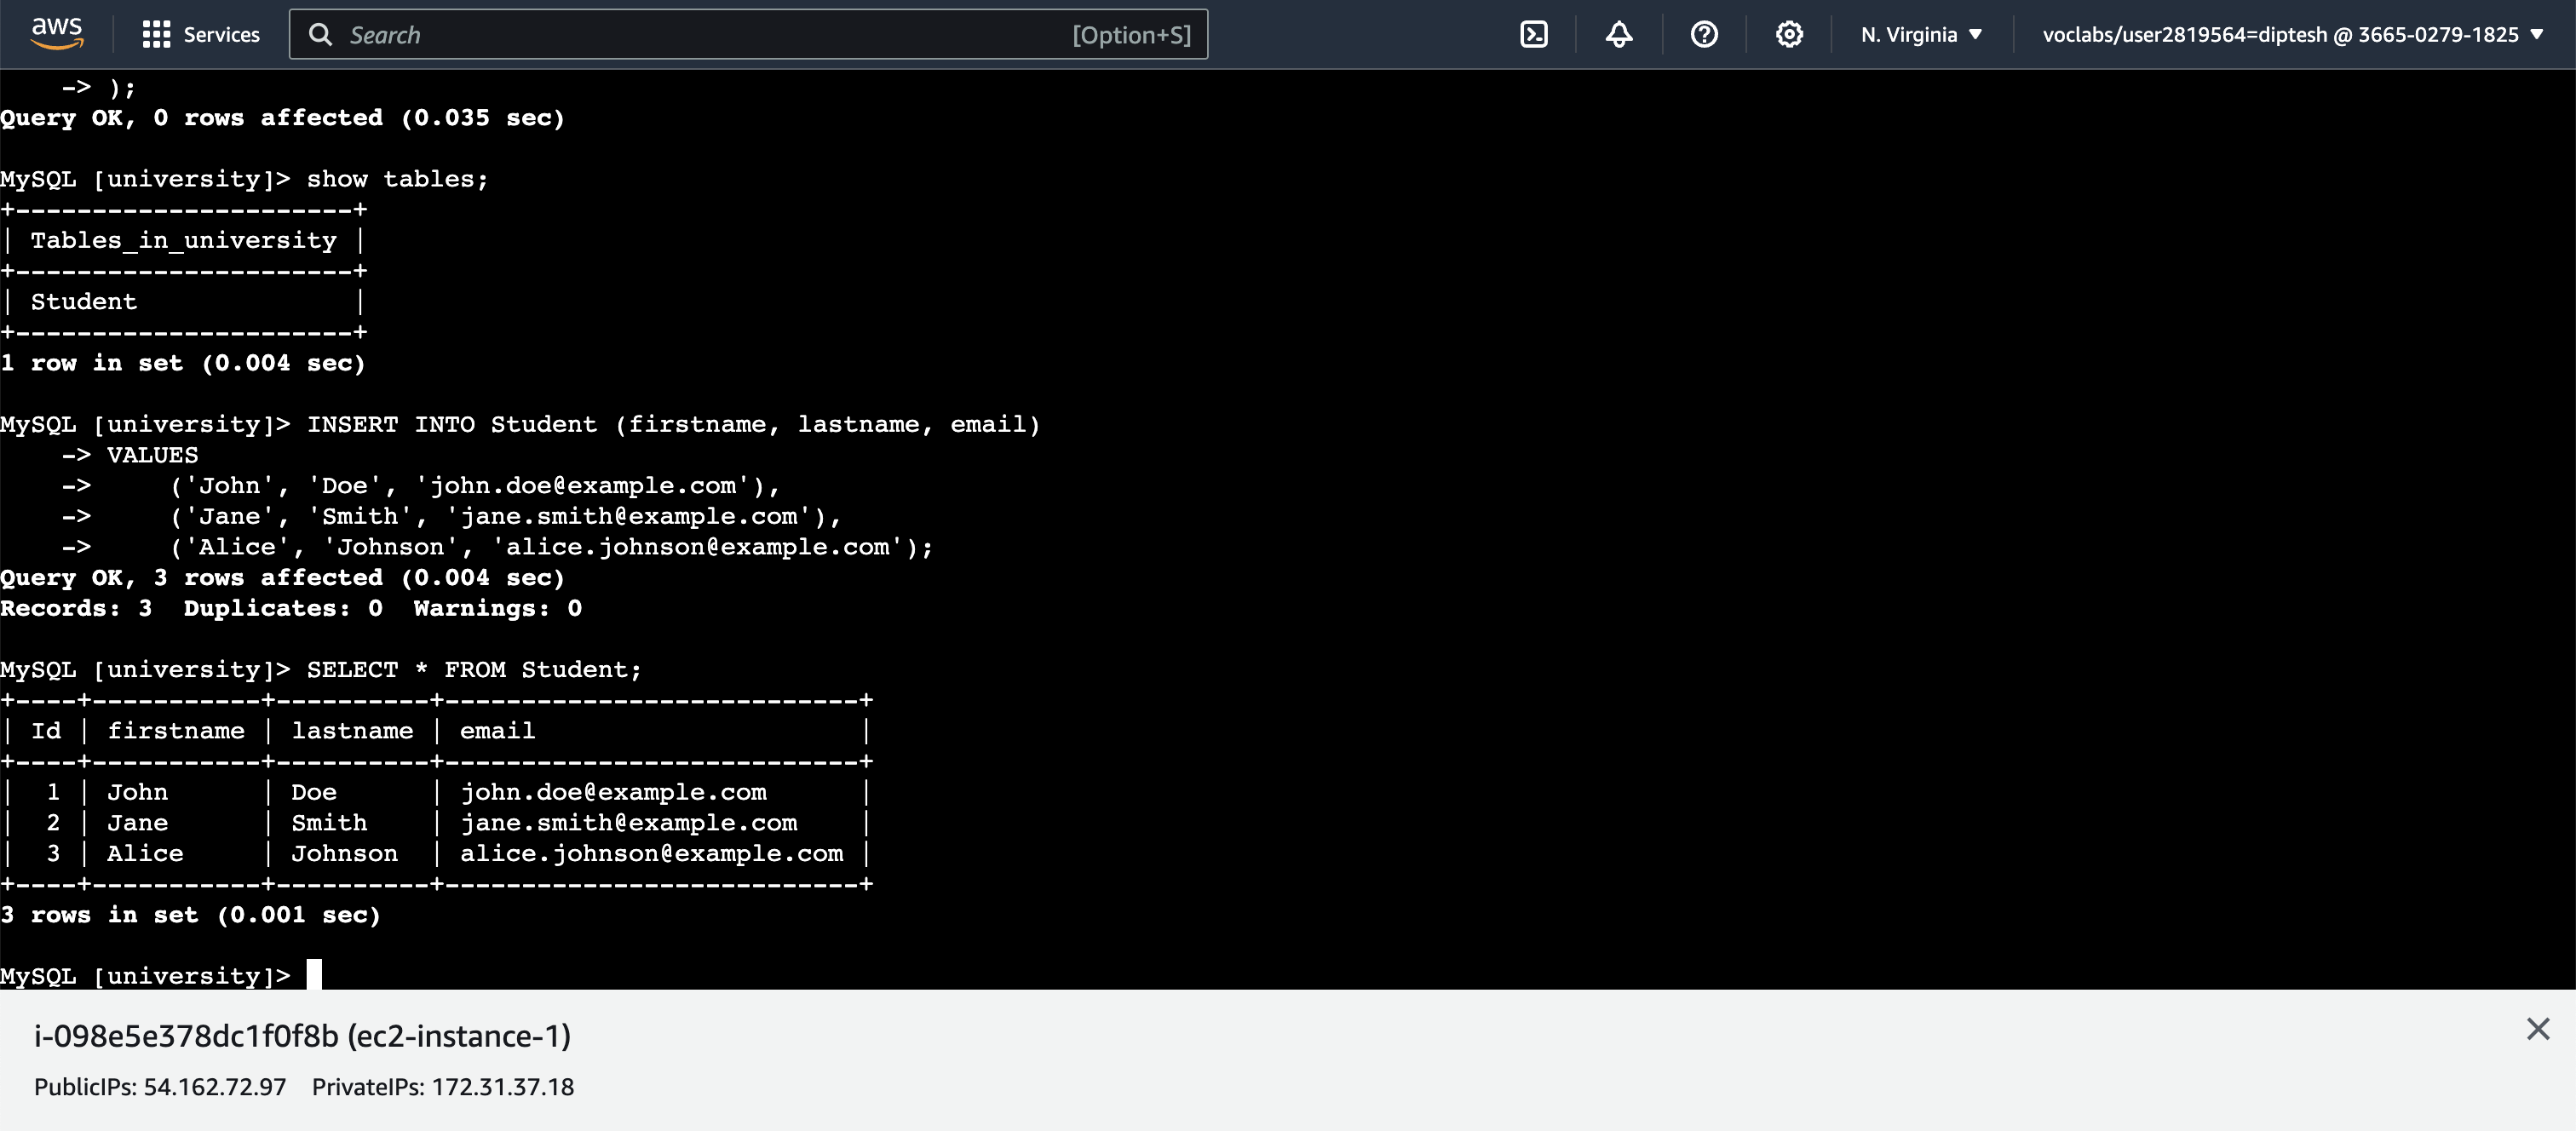 aws Services Search [Option+S] N. Virginia voclabs/user2819564=diptesh @ 3665-0279-1825
    -> );
Query OK, 0 rows affected (0.035 sec)
MySQL [university]> show tables;
+----------------------+
| Tables_in_university |
+----------------------+
| Student              |
+----------------------+
1 row in set (0.004 sec)
MySQL [university]> INSERT INTO Student (firstname, lastname, email)
    -> VALUES
    ->     ('John', 'Doe', 'john.doe@example.com'),
    ->     ('Jane', 'Smith', 'jane.smith@example.com'),
    ->     ('Alice', 'Johnson', 'alice.johnson@example.com');
Query OK, 3 rows affected (0.004 sec)
Records: 3  Duplicates: 0  Warnings: 0
MySQL [university]> SELECT * FROM Student;
+----+-----------+----------+---------------------------+
| Id | firstname | lastname | email                     |
+----+-----------+----------+---------------------------+
|  1 | John      | Doe      | john.doe@example.com      |
|  2 | Jane      | Smith    | jane.smith@example.com    |
|  3 | Alice     | Johnson  | alice.johnson@example.com |
+----+-----------+----------+---------------------------+
3 rows in set (0.001 sec)
MySQL [university]>
i-098e5e378dc1f0f8b (ec2-instance-1)
PublicIPs: 54.162.72.97 PrivateIPs: 172.31.37.18